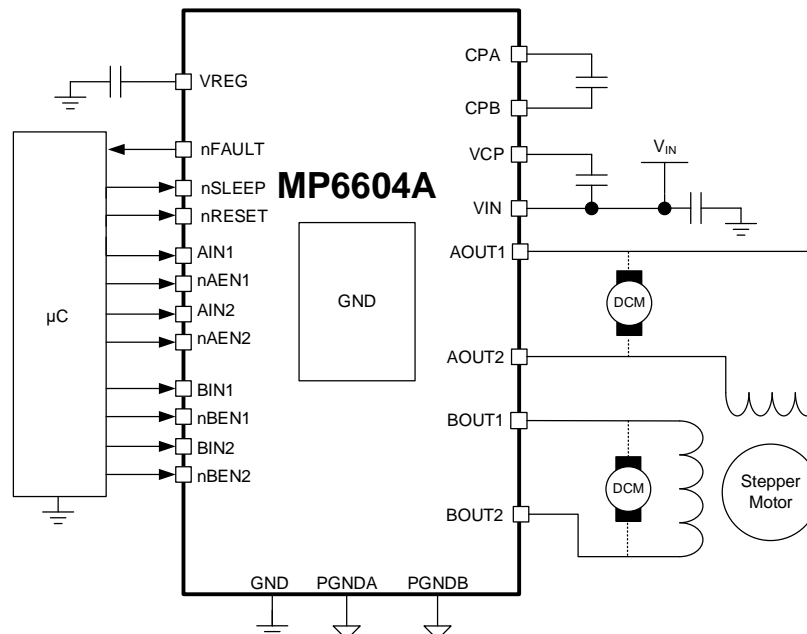 VREG
nFAULT
nSLEEP
nRESET
AIN1
nAEN1
AIN2
nAEN2
BIN1
nBEN1
BIN2
nBEN2
µC
MP6604A
GND
CPA
CPB
VCP
VIN
VIN
AOUT1
DCM
AOUT2
BOUT1
DCM
BOUT2
Stepper
Motor
GND PGNDA PGNDB